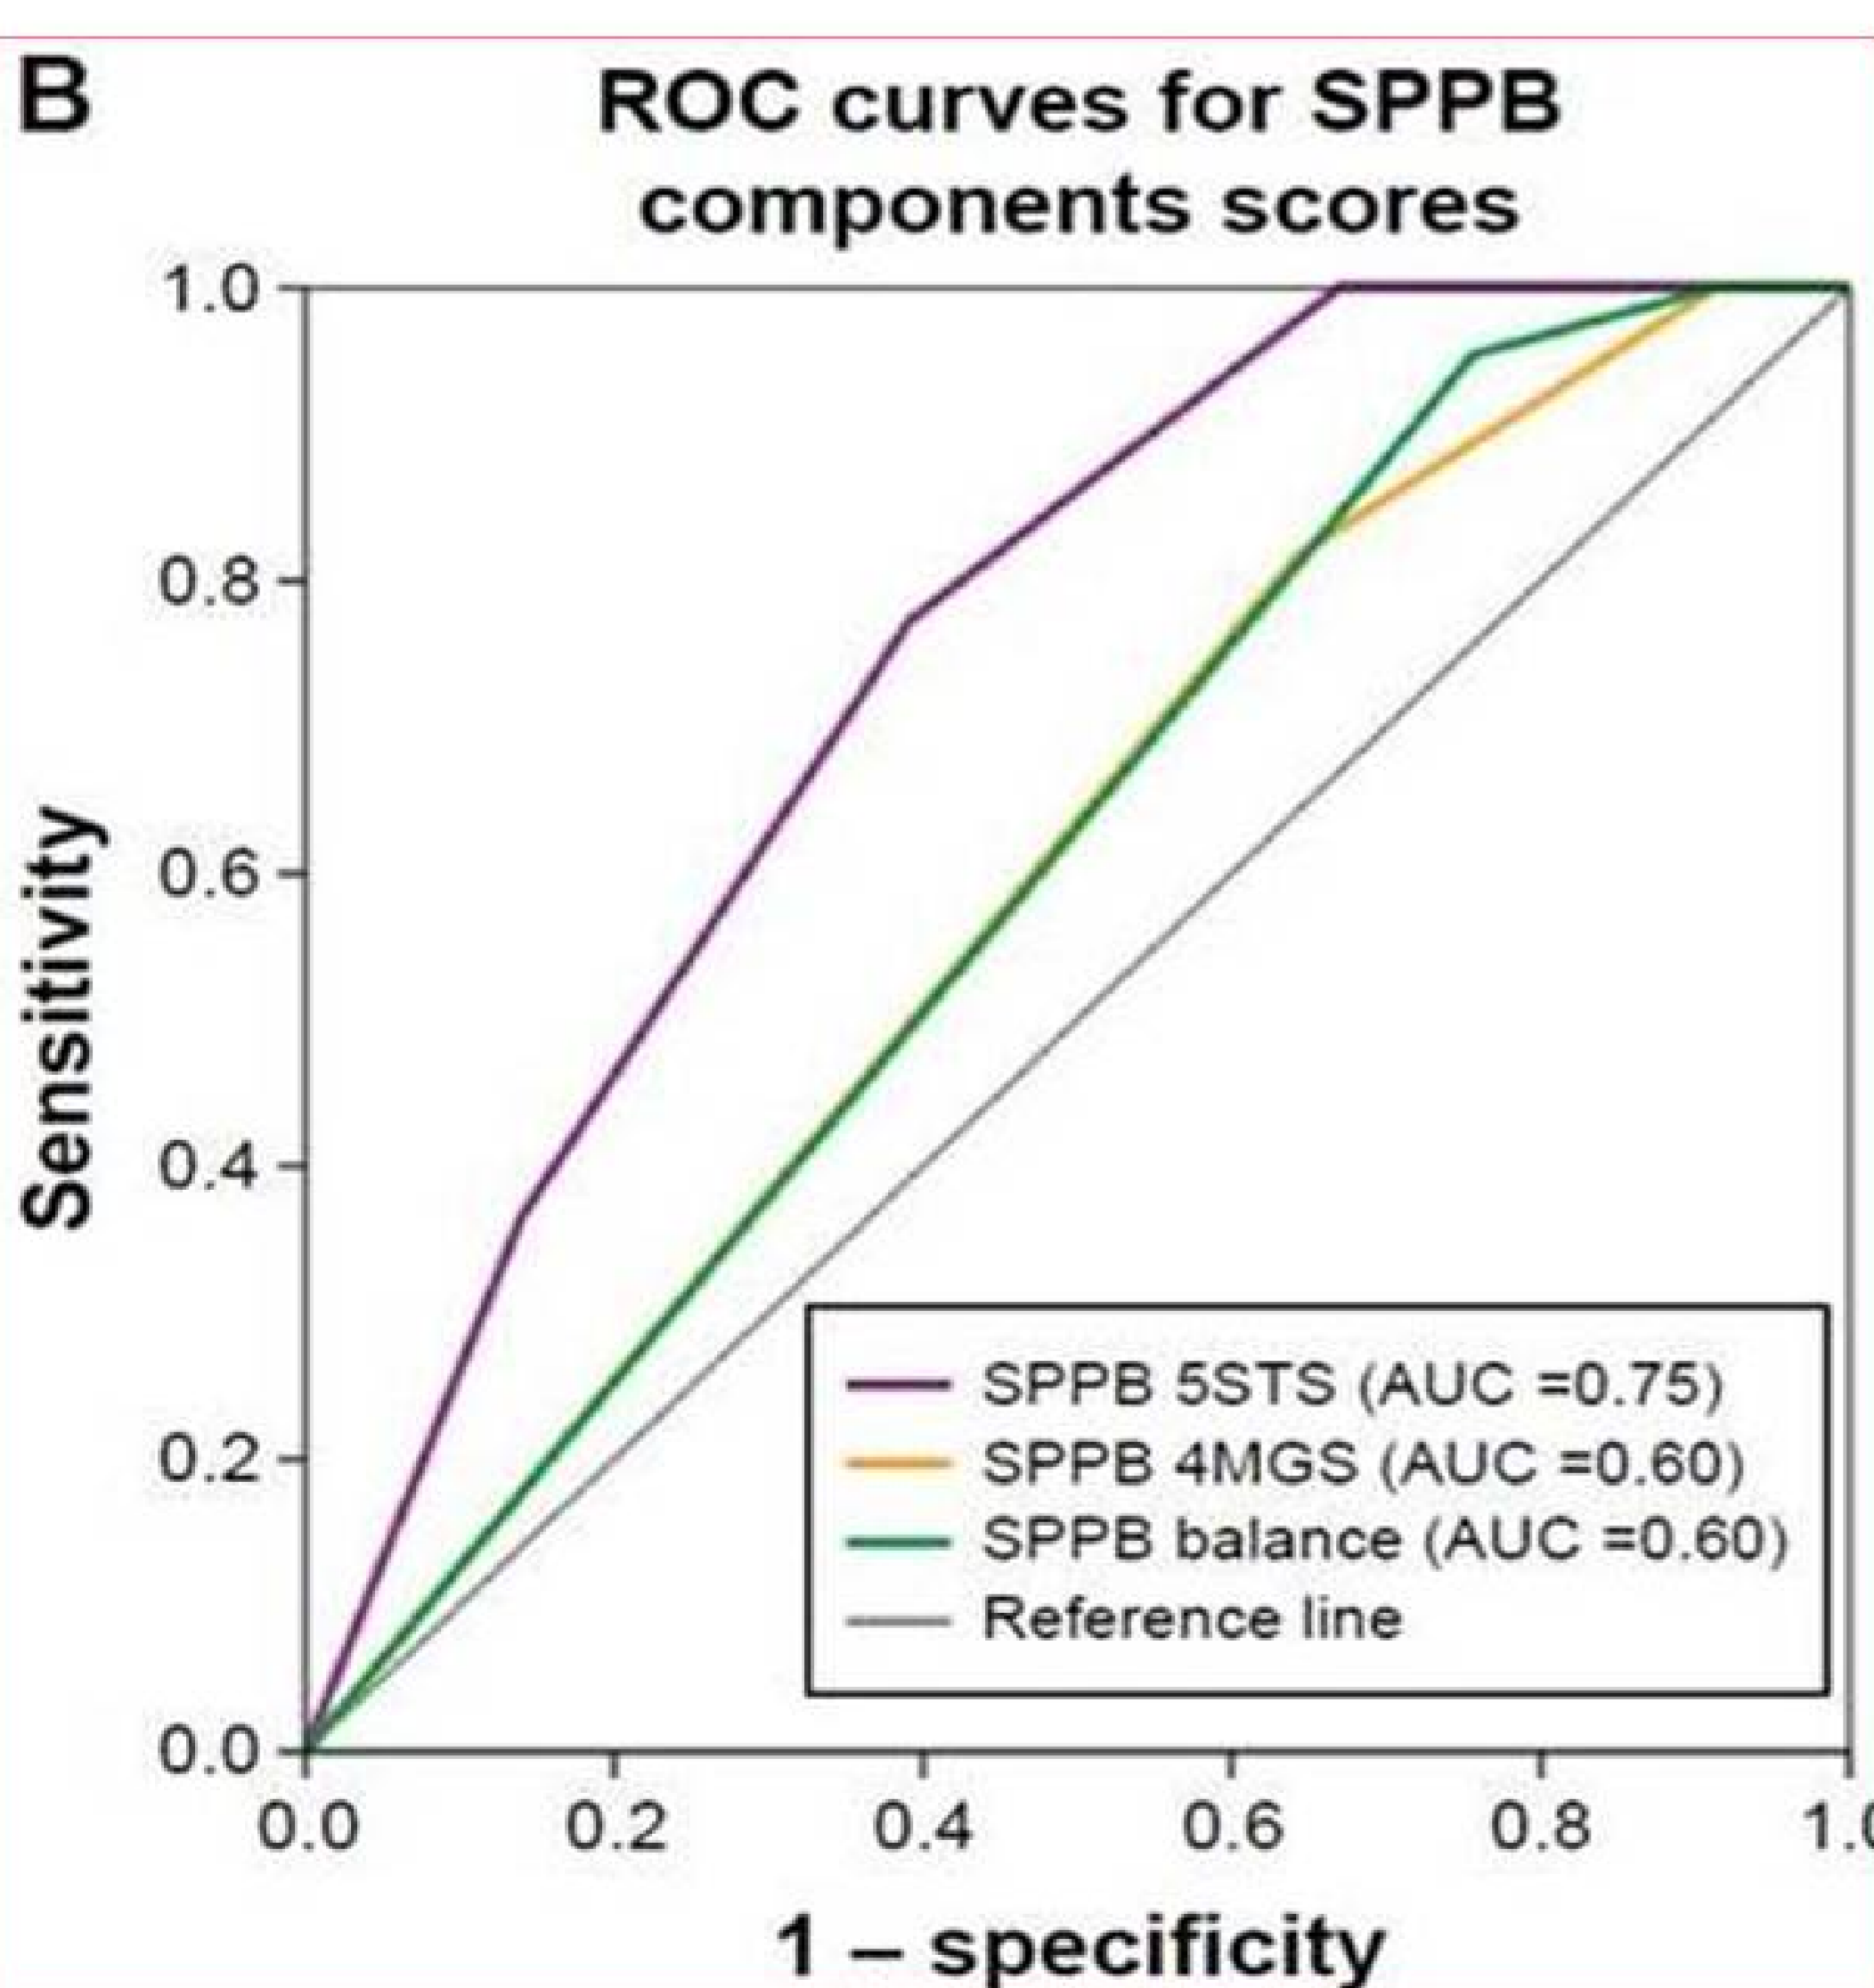 B
ROC curves for SPPB
components scores
1.0
0.8
0.6
0.4
0.2
0.0
Sensitivity
0.0 0.2 0.4 0.6 0.8 1.0
1 – specificity
SPPB 5STS (AUC =0.75)
SPPB 4MGS (AUC =0.60)
SPPB balance (AUC =0.60)
Reference line